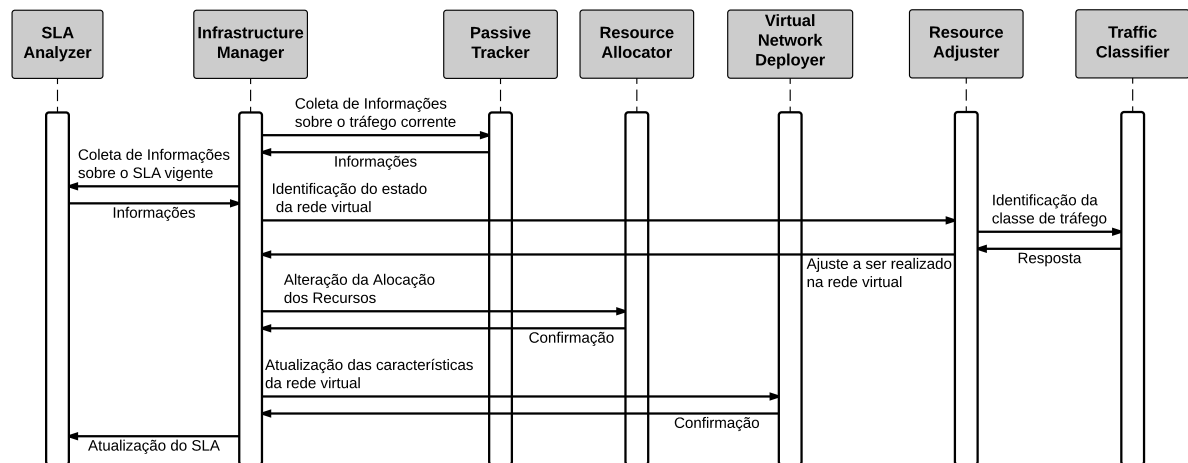 SLA
Analyzer
Infrastructure
Manager
Passive
Tracker
Resource
Allocator
Virtual
Network
Deployer
Resource
Adjuster
Traffic
Classifier
Coleta de Informações
sobre o tráfego corrente
Informações
Coleta de Informações
sobre o SLA vigente
Informações
Identificação do estado
da rede virtual
Identificação da
classe de tráfego
Resposta
Ajuste a ser realizado
na rede virtual
Alteração da Alocação
dos Recursos
Confirmação
Atualização das características
da rede virtual
Confirmação
Atualização do SLA